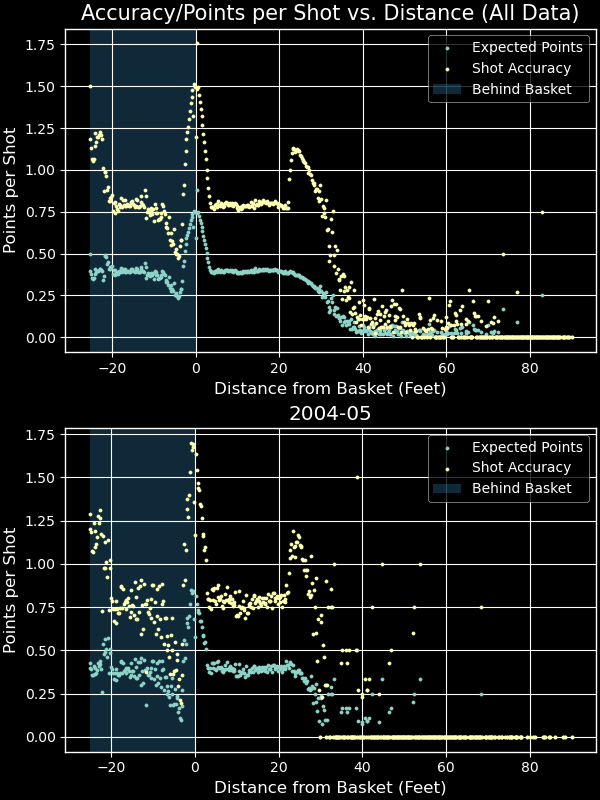 Accuracy/Points per Shot vs. Distance (All Data)
Points per Shot
1.75
1.50
1.25
1.00
0.75
0.50
0.25
0.00
Expected Points
Shot Accuracy
Behind Basket
−20 0 20 40 60 80
Distance from Basket (Feet)
2004-05
Points per Shot
1.75
1.50
1.25
1.00
0.75
0.50
0.25
0.00
Expected Points
Shot Accuracy
Behind Basket
−20 0 20 40 60 80
Distance from Basket (Feet)